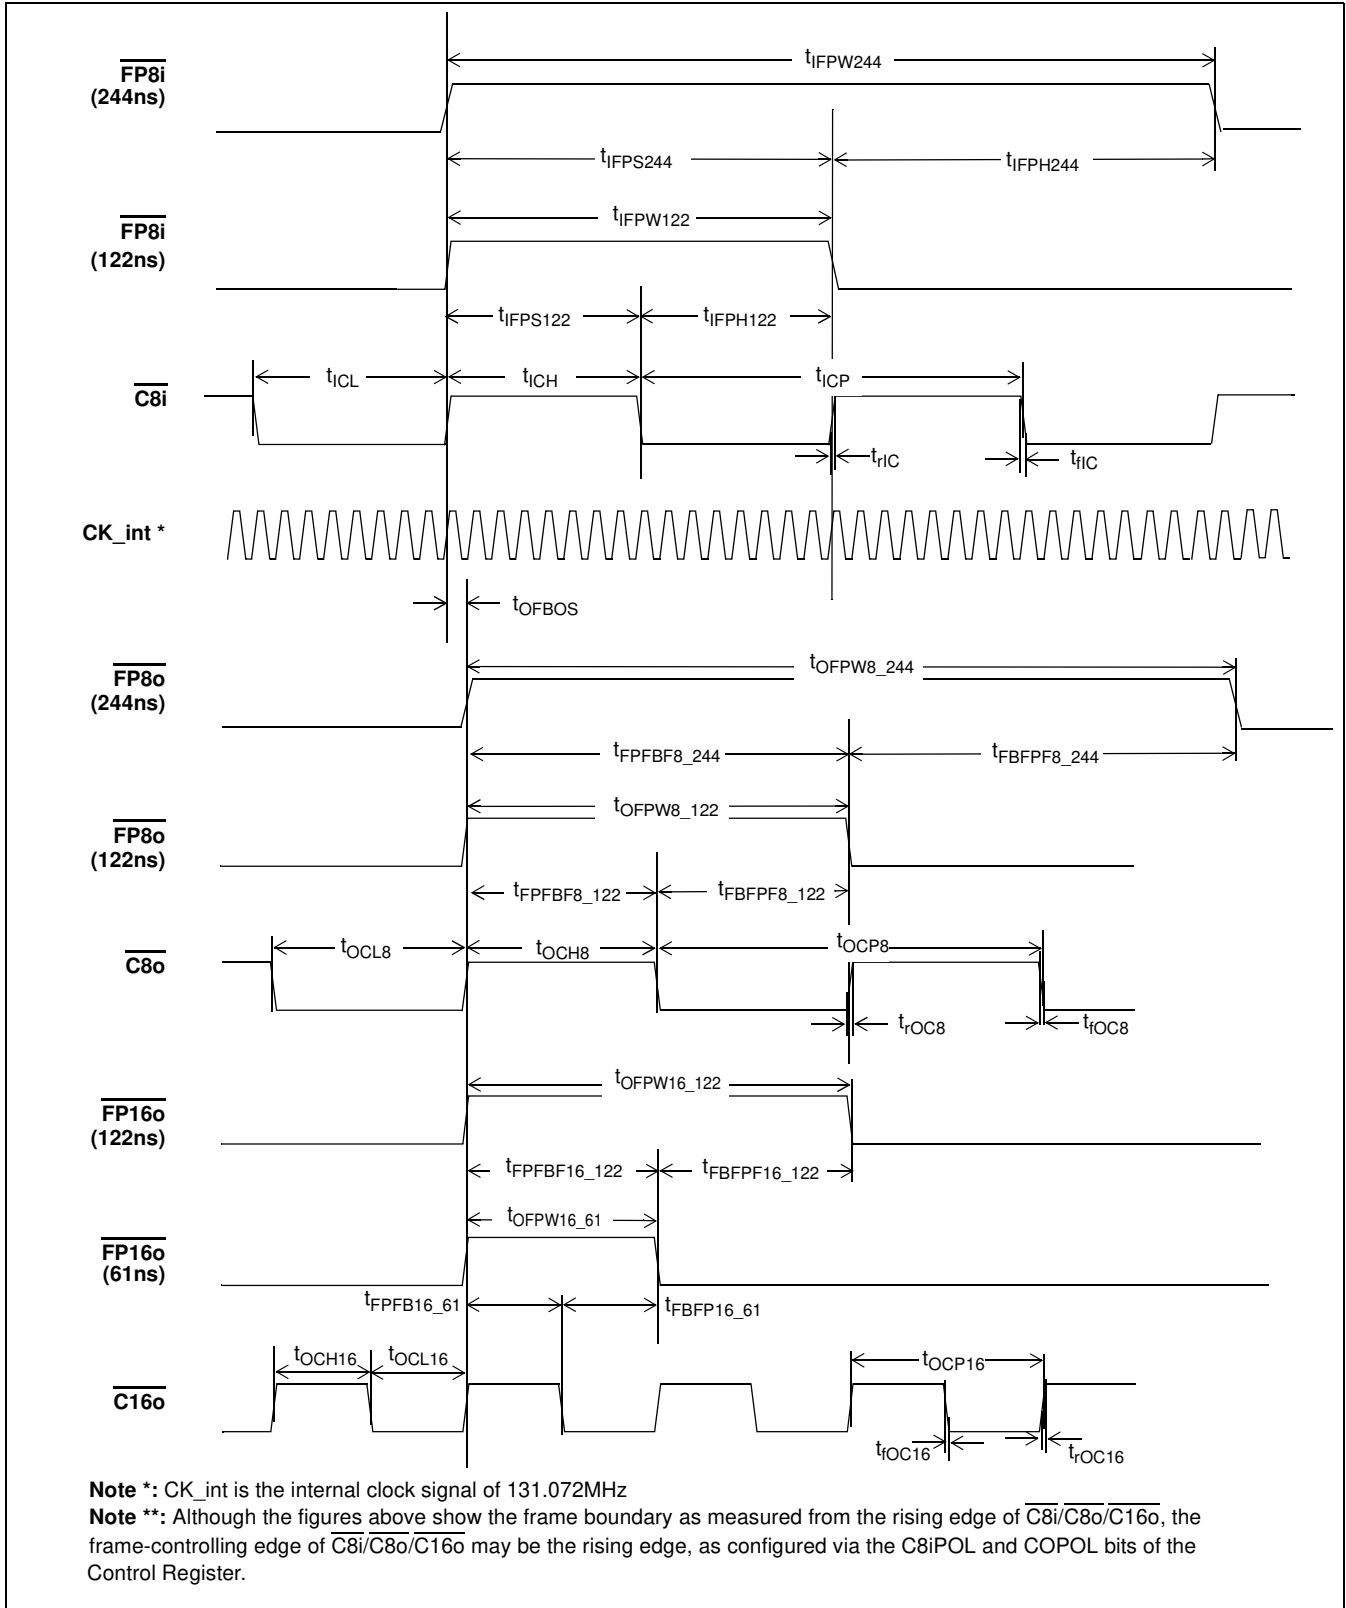 tIFPW244
FP8i
(244ns)
tIFPS244
tIFPH244
tIFPW122
FP8i
(122ns)
tIFPS122
tIFPH122
tICL
tICH
tICP
C8i
trIC
tfIC
CK_int *
tOFBOS
tOFPW8_244
FP8o
(244ns)
tFPFBF8_244
tFBFPF8_244
tOFPW8_122
FP8o
(122ns)
tFPFBF8_122
tFBFPF8_122
tOCL8
tOCH8
tOCP8
C8o
trOC8
tfOC8
tOFPW16_122
FP16o
(122ns)
tFPFBF16_122
tFBFPF16_122
tOFPW16_61
FP16o
(61ns)
tFPFB16_61
tFBFP16_61
tOCH16
tOCL16
tOCP16
C16o
tfOC16
trOC16
Note *: CK_int is the internal clock signal of 131.072MHz
Note **: Although the figures above show the frame boundary as measured from the rising edge of C8i/C8o/C16o, the
frame-controlling edge of C8i/C8o/C16o may be the rising edge, as configured via the C8iPOL and COPOL bits of the
Control Register.